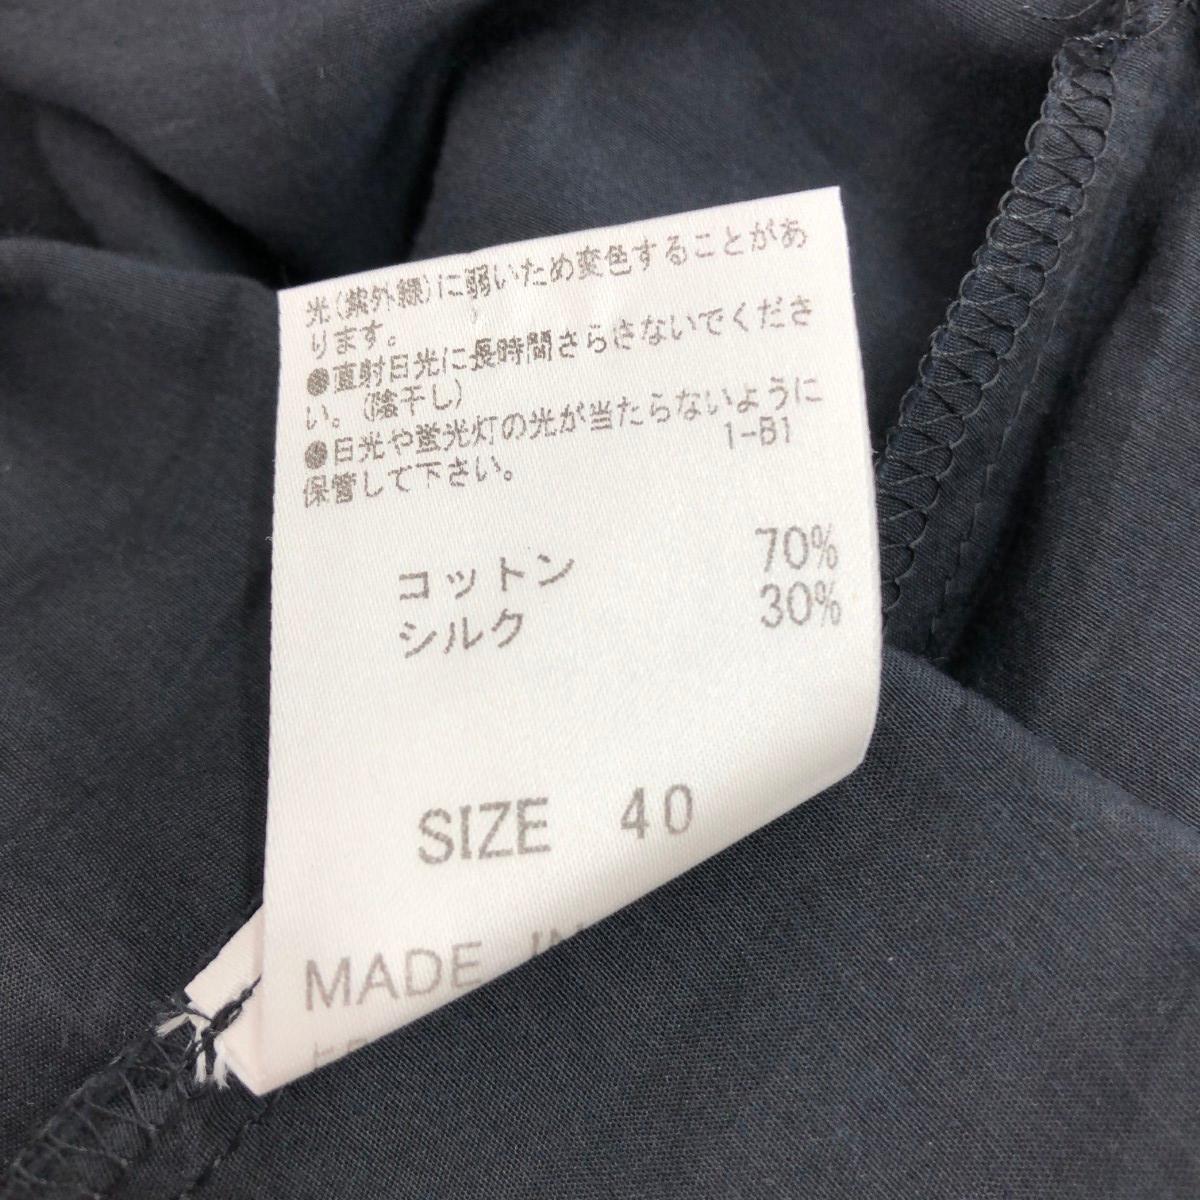 光(紫外線)に弱いため変色することがあ
ります。
●直射日光に長時間さらさないでくださ
い。(陰干し)
●日光や蛍光灯の光が当たらないように
保管して下さい。 1-B1
コットン 70%
シルク 30%
SIZE 40
MADE IN